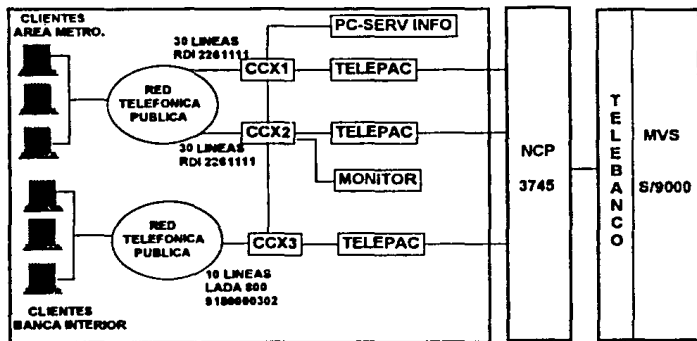 CLIENTES
AREA METRO.
30 LINEAS
RDI 2261111
PC-SERV INFO
CCX1
TELEPAC
RED
TELEFONICA
PUBLICA
CCX2
TELEPAC
30 LINEAS
RDI 2261111
MONITOR
RED
TELEFONICA
PUBLICA
CCX3
TELEPAC
10 LINEAS
LADA 800
9180000302
CLIENTES
BANCA INTERIOR
NCP
3745
TELEBANCO
MVS
S/9000